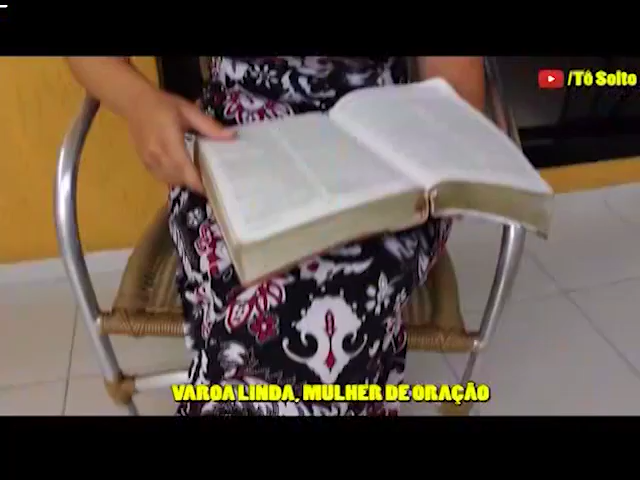 /Tô Solto
VAROA LINDA, MULHER DE ORAÇÃO